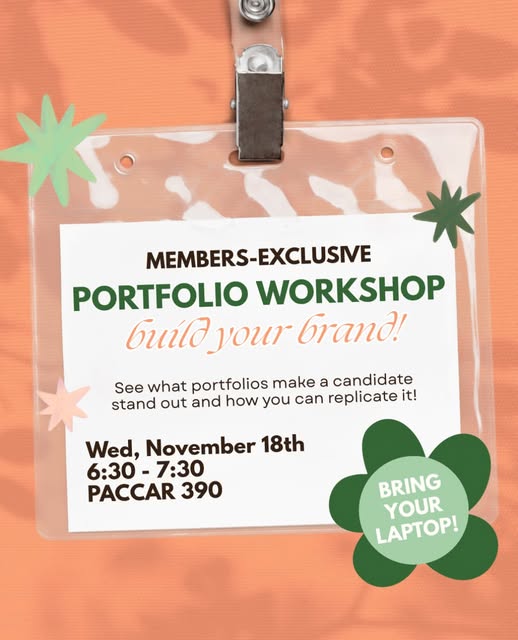 MEMBERS-EXCLUSIVE
PORTFOLIO WORKSHOP
build your brand!
See what portfolios make a candidate
stand out and how you can replicate it!
Wed, November 18th
6:30 - 7:30
PACCAR 390
BRING
YOUR
LAPTOP!